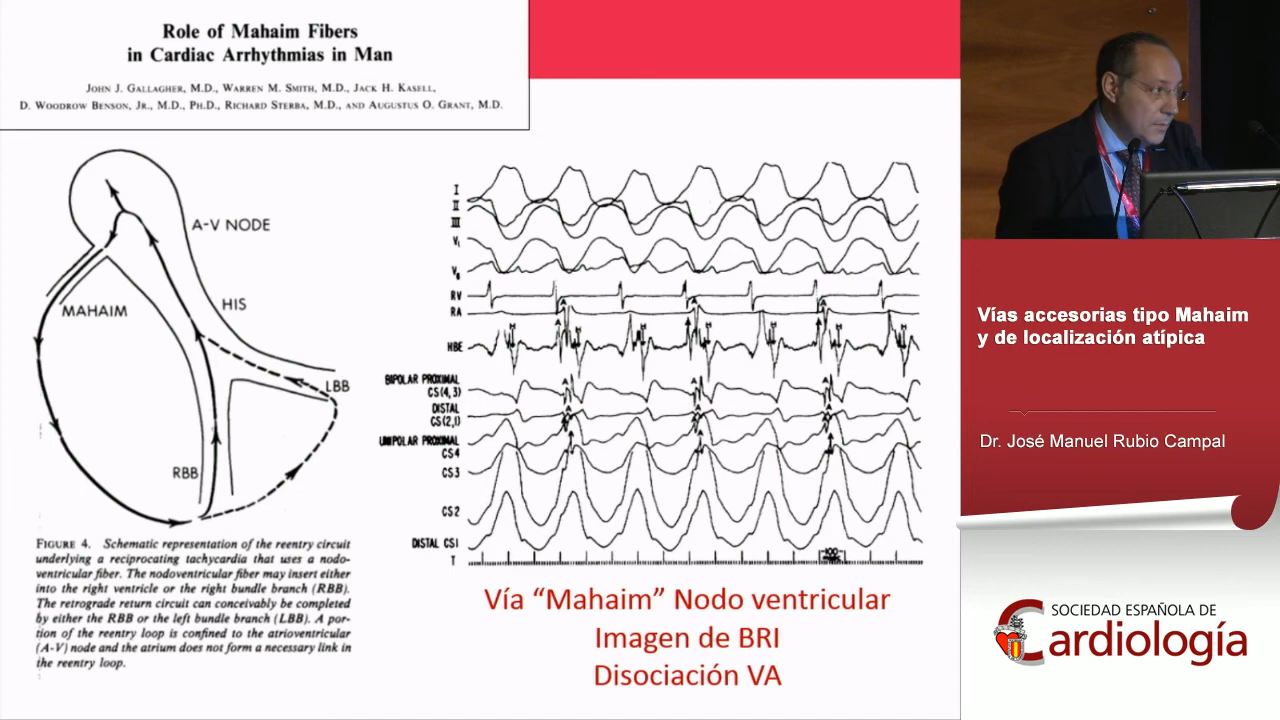 Role of Mahaim Fibers
in Cardiac Arrhythmias in Man
JOHN J. GALLAGHER, M.D., WARREN M. SMITH, M.D., JACK H. KASELL,
D. WOODROW BENSON, JR., M.D., PH.D., RICHARD STERBA, M.D., AND AUGUSTUS O. GRANT, M.D.
A-V NODE
MAHAIM
HIS
LBB
RBB
FIGURE 4. Schematic representation of the reentry circuit
underlying a reciprocating tachycardia that uses a nodo-
ventricular fiber. The nodoventricular fiber may insert either
into the right ventricle or the right bundle branch (RBB).
The retrograde return circuit can conceivably be completed
by either the RBB or the left bundle branch (LBB). A por-
tion of the reentry loop is confined to the atrioventricular
(A-V) node and the atrium does not form a necessary link in
the reentry loop.
I
II
III
V1
V6
RV
RA
HBE
BIPOLAR PROXIMAL
CS(4,3)
DISTAL
CS(2,1)
UNIPOLAR PROXIMAL
CS4
CS3
CS2
DISTAL CS1
T
100
Vía “Mahaim” Nodo ventricular
Imagen de BRI
Disociación VA
Vías accesorias tipo Mahaim
y de localización atípica
Dr. José Manuel Rubio Campal
SOCIEDAD ESPAÑOLA DE
Cardiología